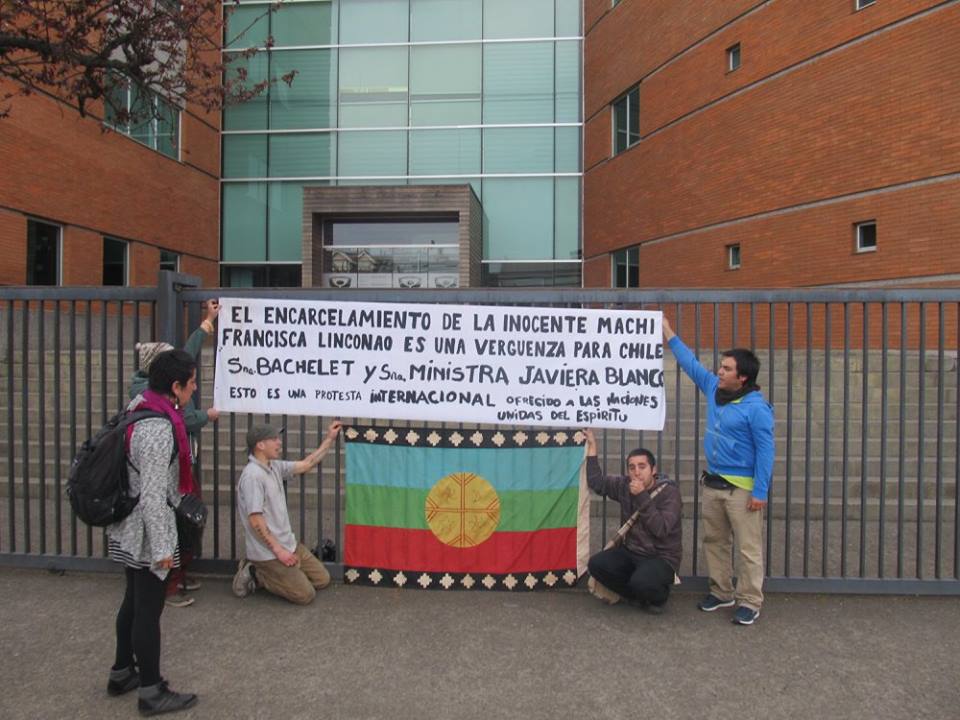 EL ENCARCELAMIENTO DE LA INOCENTE MACHI
FRANCISCA LINCONAO ES UNA VERGUENZA PARA CHILE
Sra. BACHELET Y Sra. MINISTRA JAVIERA BLANCO
ESTO ES UNA PROTESTA INTERNACIONAL OFRECIDO A LAS NACIONES
UNIDAS DEL ESPIRITU